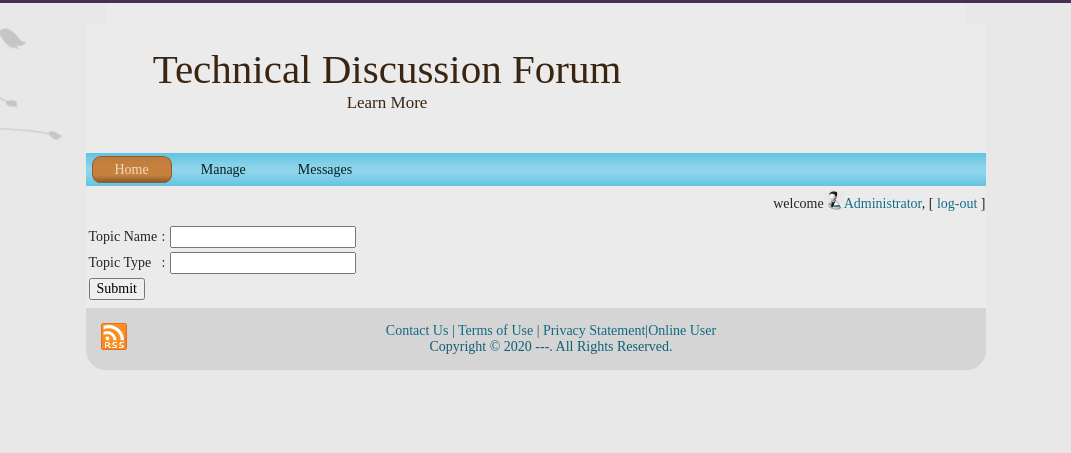 Technical Discussion Forum
Learn More
Home Manage Messages
welcome Administrator, [ log-out ]
Topic Name :
Topic Type :
Submit
RSS
Contact Us | Terms of Use | Privacy Statement|Online User
Copyright © 2020 ---. All Rights Reserved.